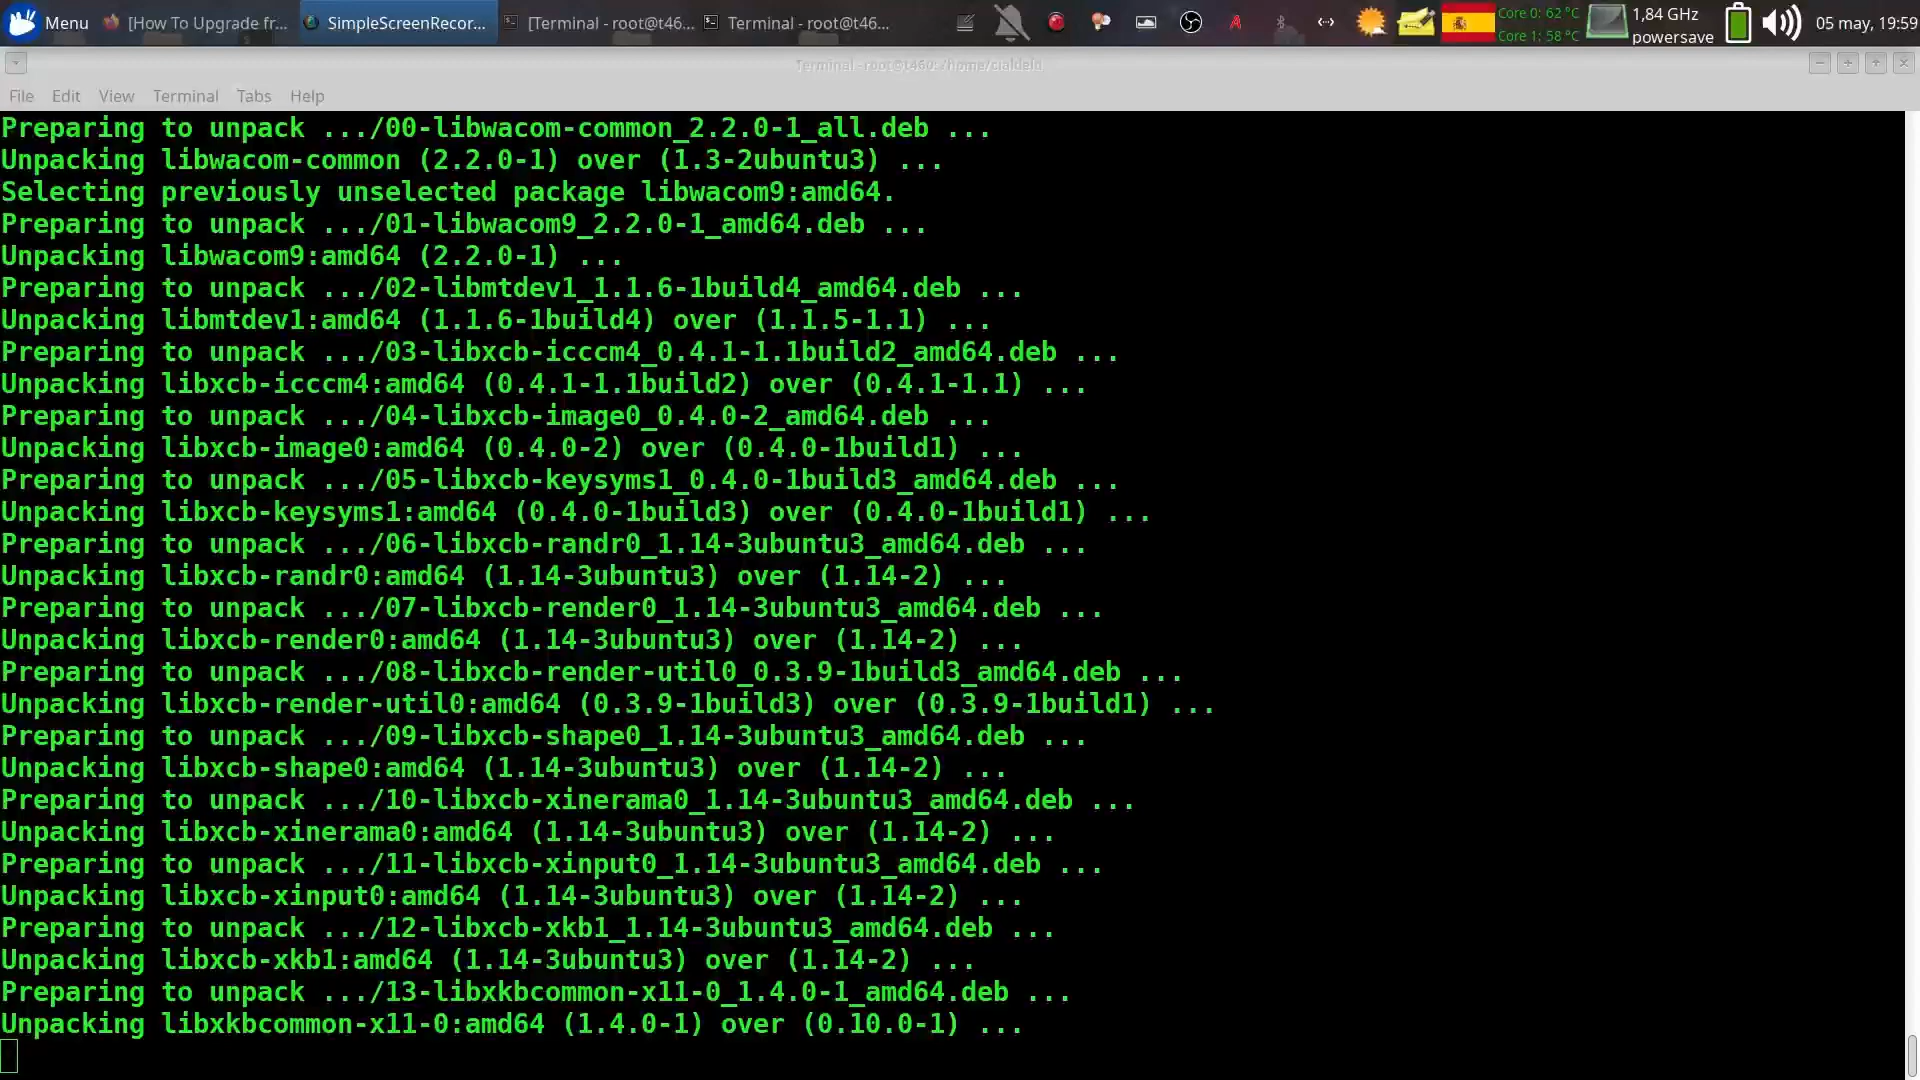 Menu [How To Upgrade fr... SimpleScreenRecor... [Terminal - root@t46... Terminal - root@t46... A Core 0: 62 °C 1,84 GHz 05 may, 19:59
Core 1: 58 °C powersave
File Edit View Terminal Tabs Help
Preparing to unpack .../00-libwacom-common_2.2.0-1_all.deb ...
Unpacking libwacom-common (2.2.0-1) over (1.3-2ubuntu3) ...
Selecting previously unselected package libwacom9:amd64.
Preparing to unpack .../01-libwacom9_2.2.0-1_amd64.deb ...
Unpacking libwacom9:amd64 (2.2.0-1) ...
Preparing to unpack .../02-libmtdev1_1.1.6-1build4_amd64.deb ...
Unpacking libmtdev1:amd64 (1.1.6-1build4) over (1.1.5-1.1) ...
Preparing to unpack .../03-libxcb-icccm4_0.4.1-1.1build2_amd64.deb ...
Unpacking libxcb-icccm4:amd64 (0.4.1-1.1build2) over (0.4.1-1.1) ...
Preparing to unpack .../04-libxcb-image0_0.4.0-2_amd64.deb ...
Unpacking libxcb-image0:amd64 (0.4.0-2) over (0.4.0-1build1) ...
Preparing to unpack .../05-libxcb-keysyms1_0.4.0-1build3_amd64.deb ...
Unpacking libxcb-keysyms1:amd64 (0.4.0-1build3) over (0.4.0-1build1) ...
Preparing to unpack .../06-libxcb-randr0_1.14-3ubuntu3_amd64.deb ...
Unpacking libxcb-randr0:amd64 (1.14-3ubuntu3) over (1.14-2) ...
Preparing to unpack .../07-libxcb-render0_1.14-3ubuntu3_amd64.deb ...
Unpacking libxcb-render0:amd64 (1.14-3ubuntu3) over (1.14-2) ...
Preparing to unpack .../08-libxcb-render-util0_0.3.9-1build3_amd64.deb ...
Unpacking libxcb-render-util0:amd64 (0.3.9-1build3) over (0.3.9-1build1) ...
Preparing to unpack .../09-libxcb-shape0_1.14-3ubuntu3_amd64.deb ...
Unpacking libxcb-shape0:amd64 (1.14-3ubuntu3) over (1.14-2) ...
Preparing to unpack .../10-libxcb-xinerama0_1.14-3ubuntu3_amd64.deb ...
Unpacking libxcb-xinerama0:amd64 (1.14-3ubuntu3) over (1.14-2) ...
Preparing to unpack .../11-libxcb-xinput0_1.14-3ubuntu3_amd64.deb ...
Unpacking libxcb-xinput0:amd64 (1.14-3ubuntu3) over (1.14-2) ...
Preparing to unpack .../12-libxcb-xkb1_1.14-3ubuntu3_amd64.deb ...
Unpacking libxcb-xkb1:amd64 (1.14-3ubuntu3) over (1.14-2) ...
Preparing to unpack .../13-libxkbcommon-x11-0_1.4.0-1_amd64.deb ...
Unpacking libxkbcommon-x11-0:amd64 (1.4.0-1) over (0.10.0-1) ...